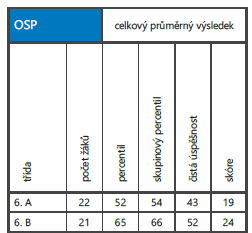 OSP celkový průměrný výsledek
třída počet žáků percentil skupinový percentil čistá úspěšnost skóre
6. A 22 52 54 43 19
6. B 21 65 66 52 24